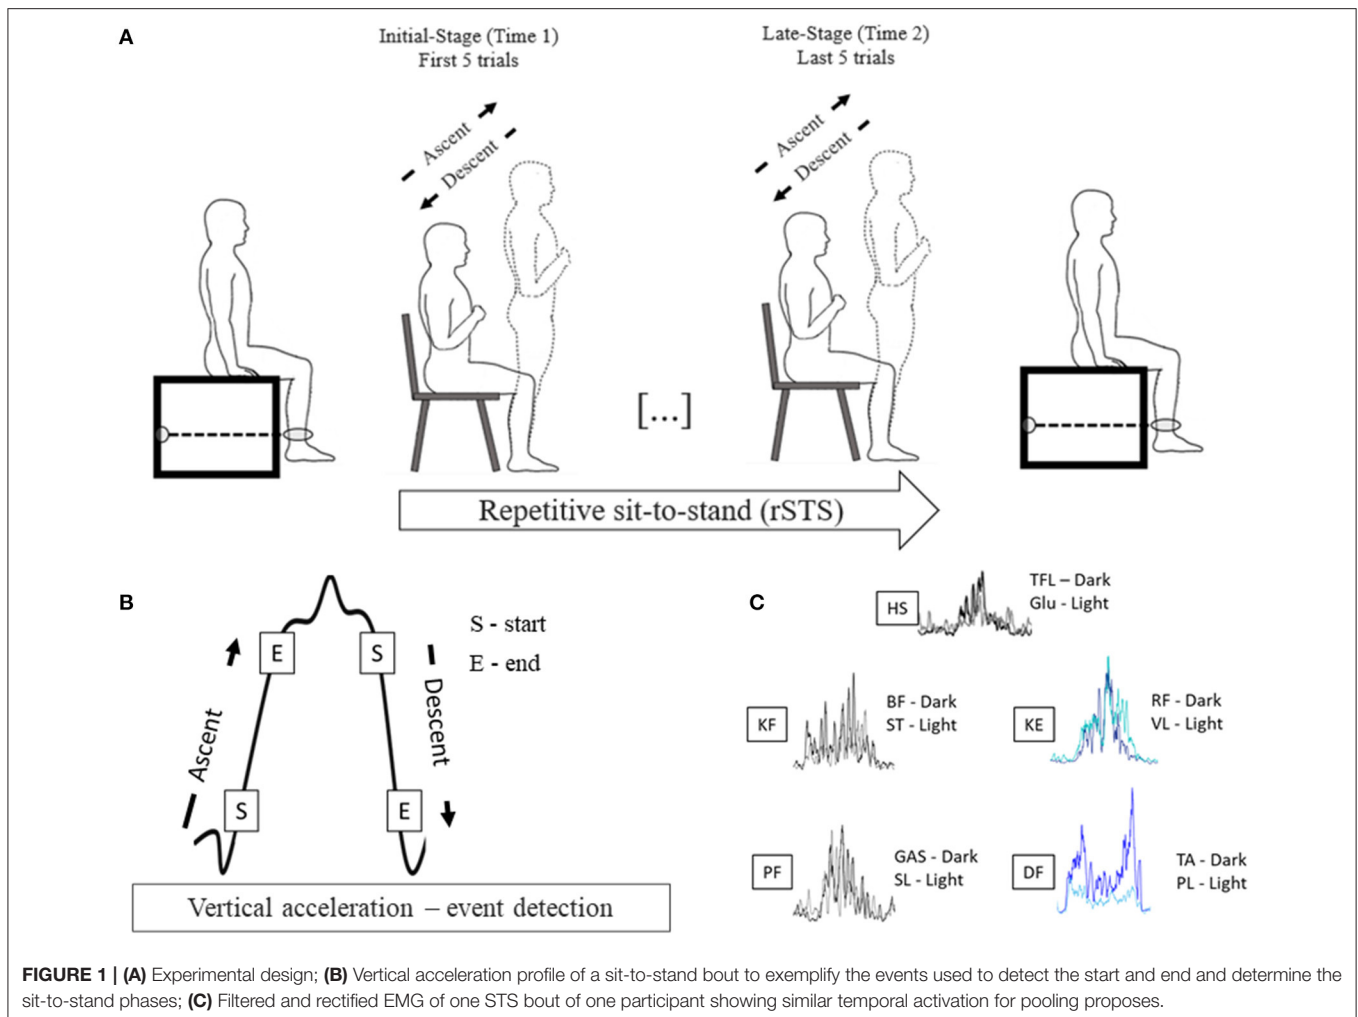 A
Initial-Stage (Time 1)
First 5 trials
Late-Stage (Time 2)
Last 5 trials
Ascent
Descent
Ascent
Descent
[...]
Repetitive sit-to-stand (rSTS)
B
E
S
S - start
E - end
Ascent
Descent
S
E
Vertical acceleration – event detection
C
HS
TFL – Dark
Glu - Light
KF
BF - Dark
ST - Light
KE
RF - Dark
VL - Light
PF
GAS - Dark
SL - Light
DF
TA - Dark
PL - Light
FIGURE 1 | (A) Experimental design; (B) Vertical acceleration profile of a sit-to-stand bout to exemplify the events used to detect the start and end and determine the
sit-to-stand phases; (C) Filtered and rectified EMG of one STS bout of one participant showing similar temporal activation for pooling proposes.